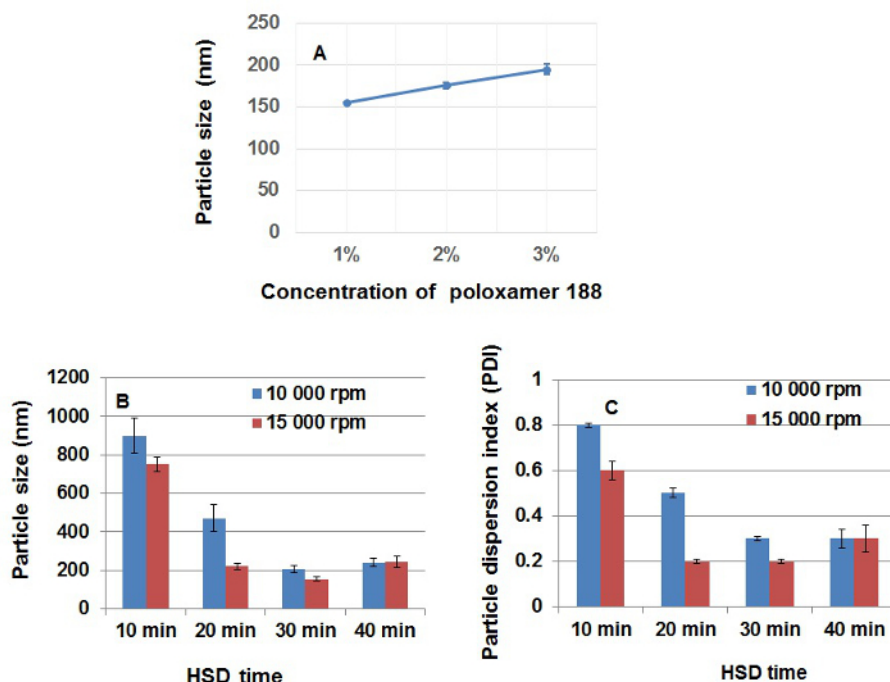 A
250
200
150
100
50
0
Particle size (nm)
1% 2% 3%
Concentration of poloxamer 188
B
10 000 rpm
15 000 rpm
1200
1000
800
600
400
200
0
Particle size (nm)
10 min 20 min 30 min 40 min
HSD time
C
10 000 rpm
15 000 rpm
1
0.8
0.6
0.4
0.2
0
Particle dispersion index (PDI)
10 min 20 min 30 min 40 min
HSD time